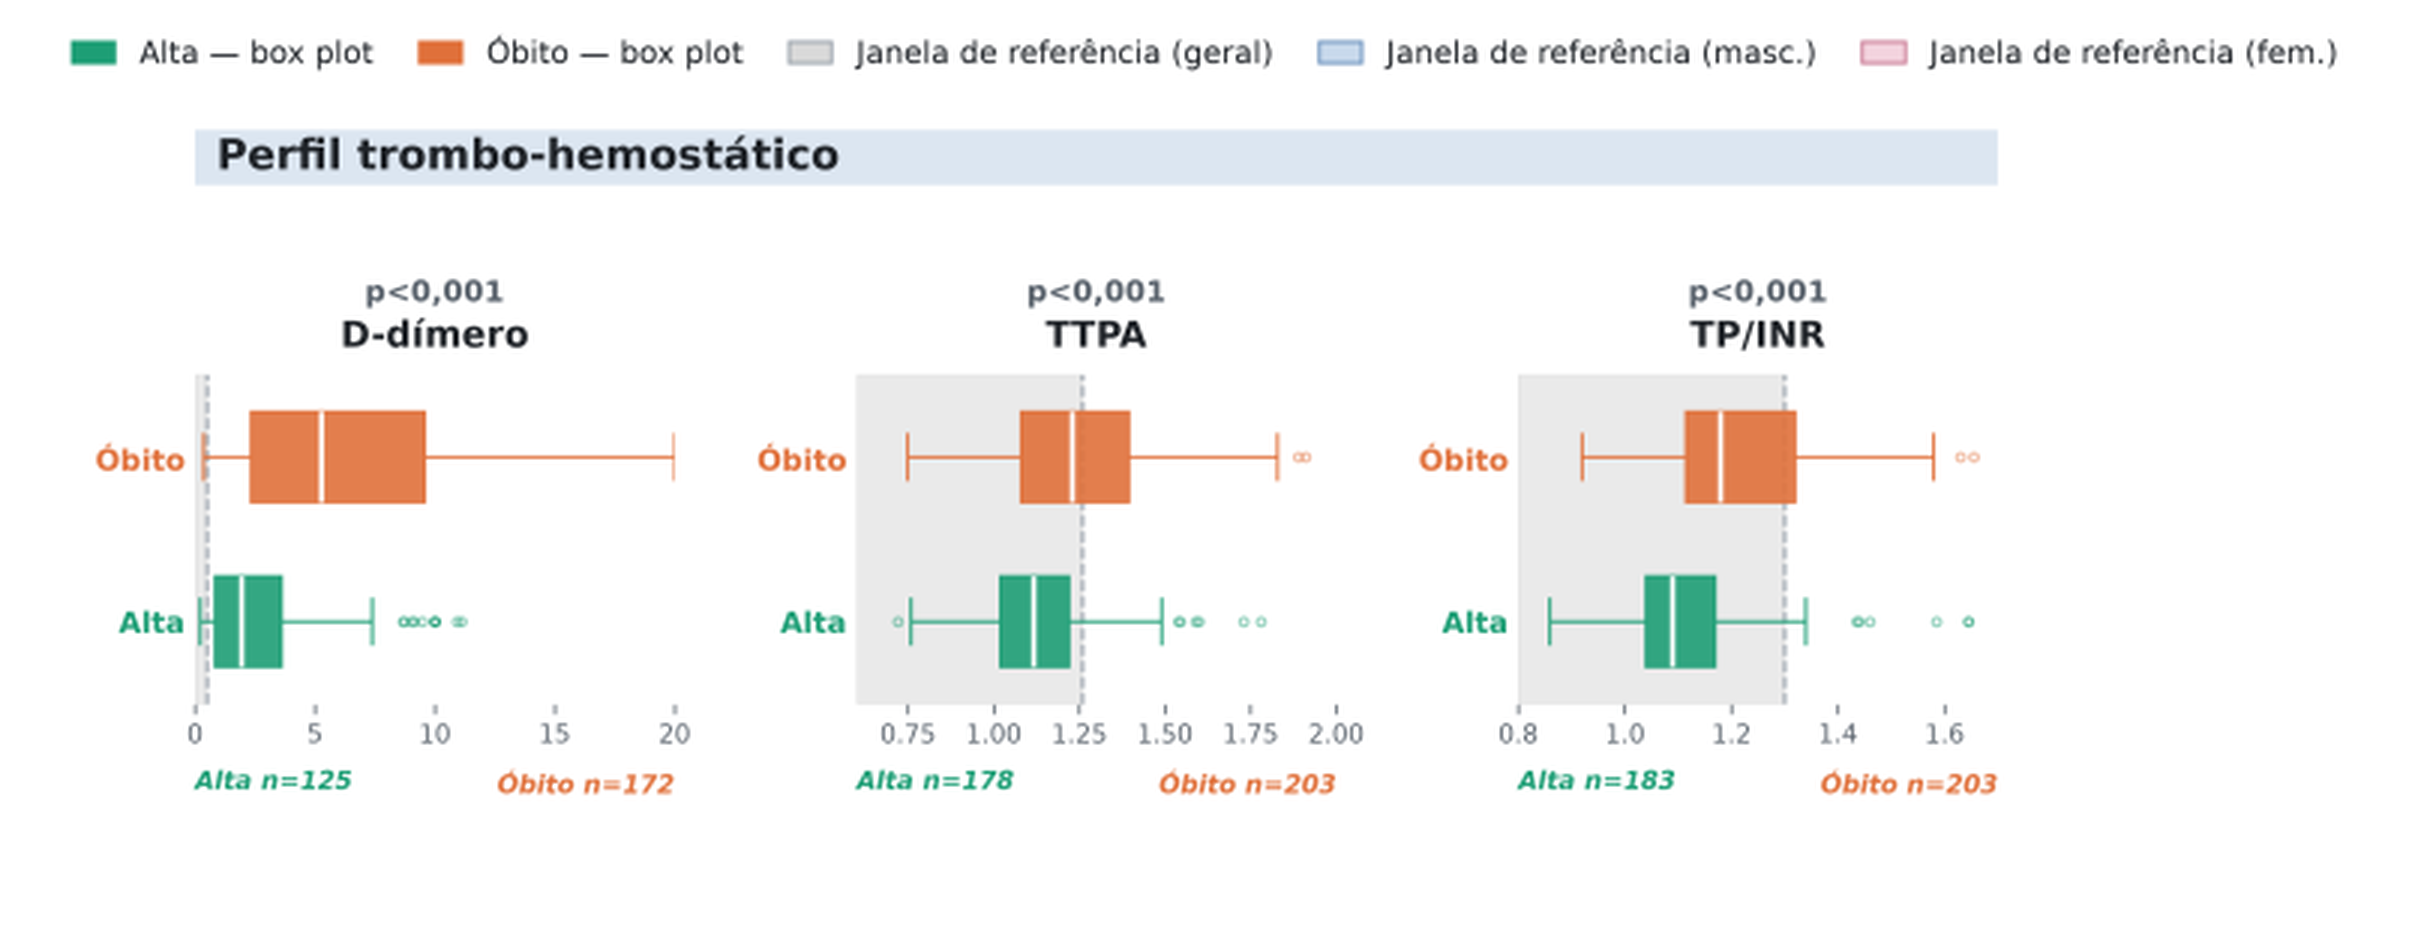 Alta — box plot Óbito — box plot Janela de referência (geral) Janela de referência (masc.) Janela de referência (fem.)
Perfil trombo-hemostático
p<0,001
D-dímero
Óbito
Alta
0 5 10 15 20
Alta n=125 Óbito n=172
p<0,001
TTPA
Óbito
Alta
0.75 1.00 1.25 1.50 1.75 2.00
Alta n=178 Óbito n=203
p<0,001
TP/INR
Óbito
Alta
0.8 1.0 1.2 1.4 1.6
Alta n=183 Óbito n=203